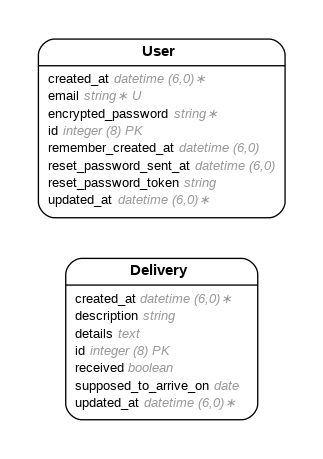 User
created_at datetime (6,0) ∗
email string ∗ U
encrypted_password string ∗
id integer (8) PK
remember_created_at datetime (6,0)
reset_password_sent_at datetime (6,0)
reset_password_token string
updated_at datetime (6,0) ∗
Delivery
created_at datetime (6,0) ∗
description string
details text
id integer (8) PK
received boolean
supposed_to_arrive_on date
updated_at datetime (6,0) ∗